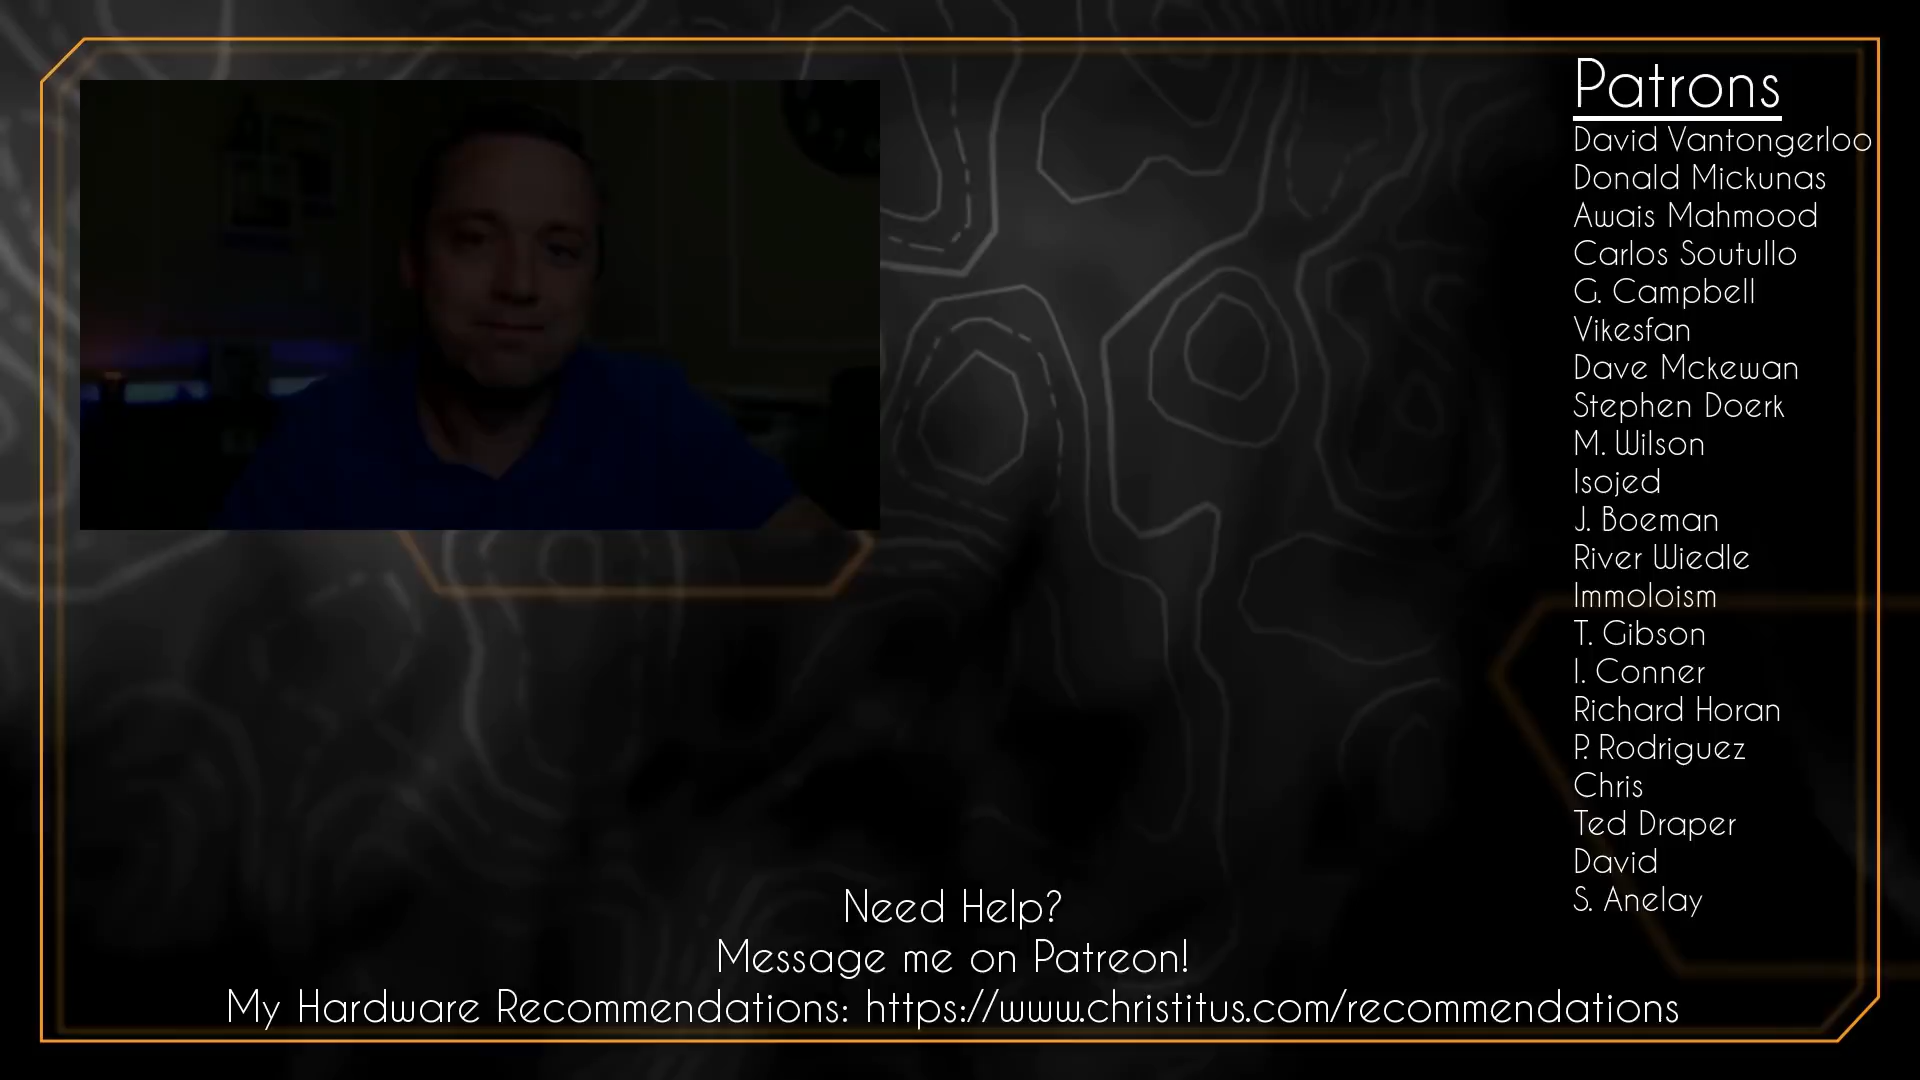 Patrons
David Vantongerloo
Donald Mickunas
Awais Mahmood
Carlos Soutullo
G. Campbell
Vikesfan
Dave Mckewan
Stephen Doerk
M. Wilson
Isojed
J. Boeman
River Wiedle
Immoloism
T. Gibson
I. Conner
Richard Horan
P. Rodriguez
Chris
Ted Draper
David
S. Anelay
Need Help?
Message me on Patreon!
My Hardware Recommendations: https://www.christitus.com/recommendations